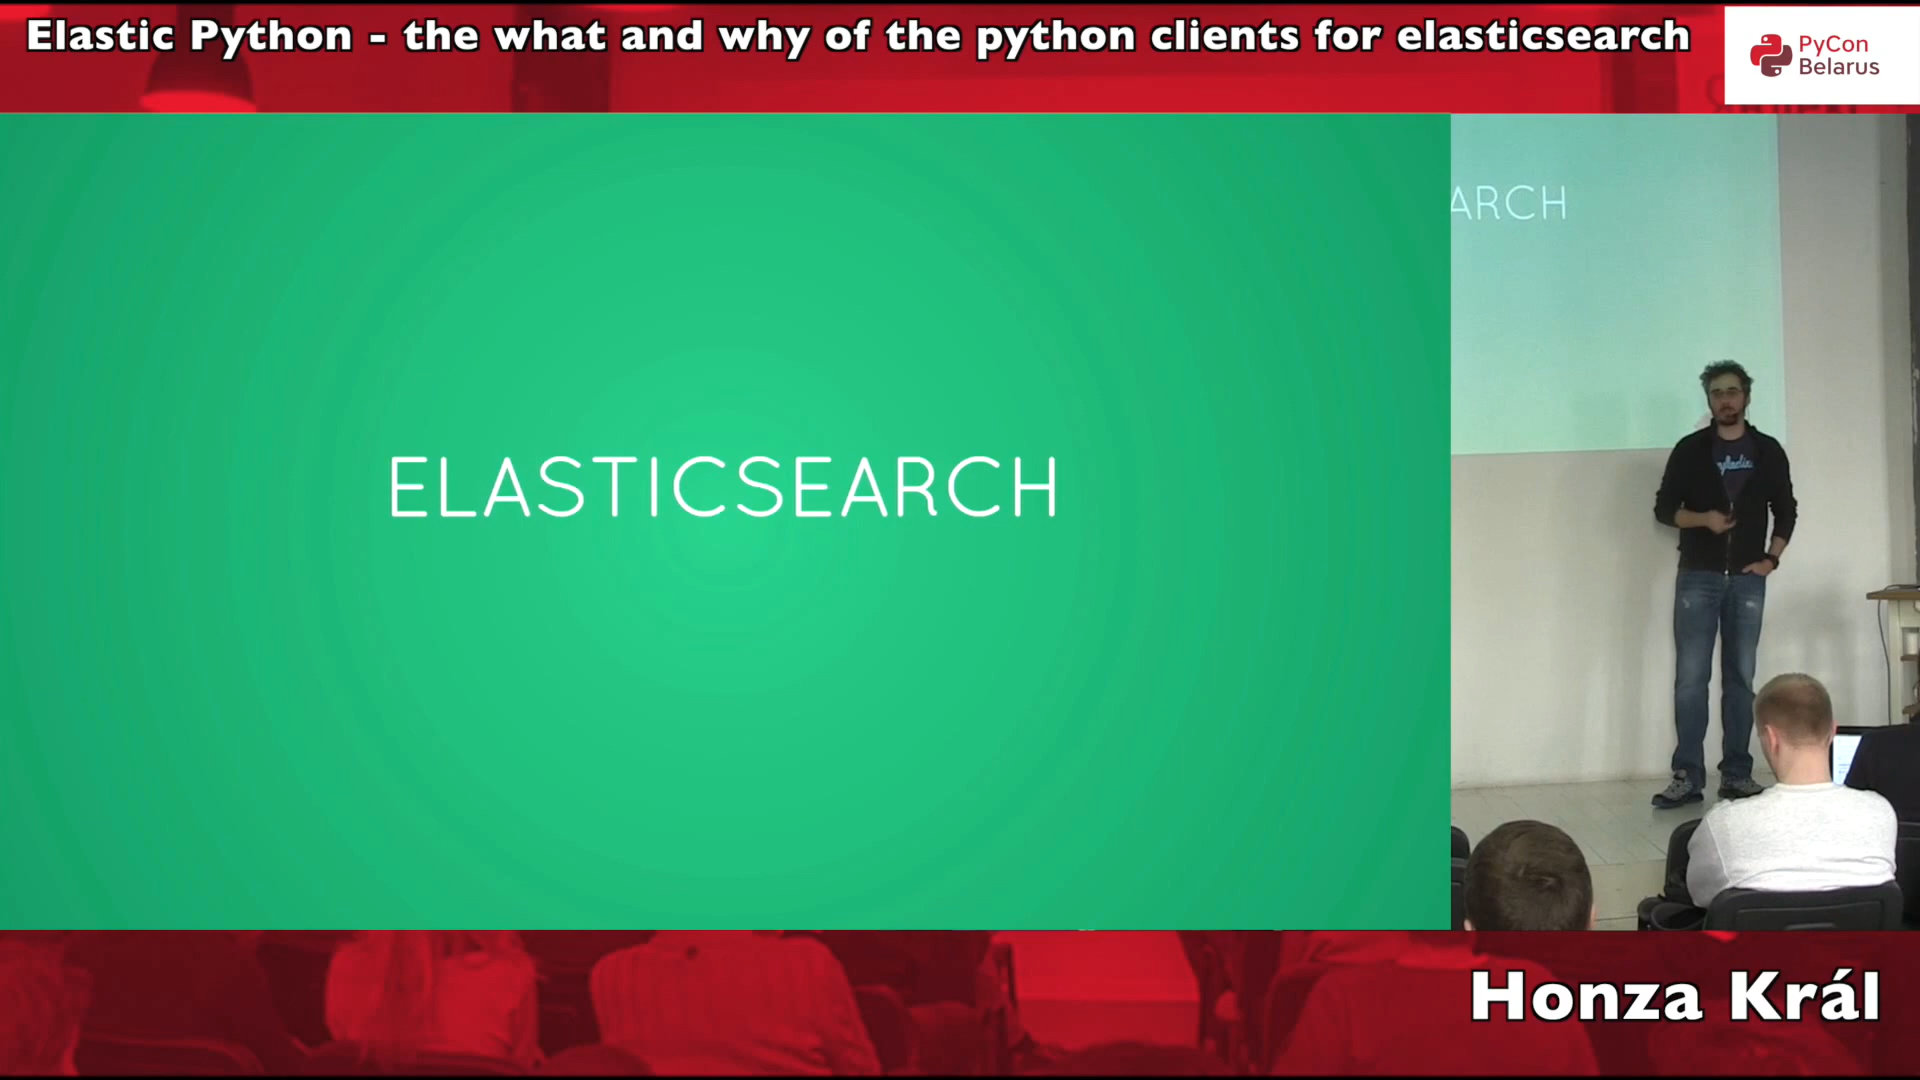 Elastic Python - the what and why of the python clients for elasticsearch
PyCon
Belarus
ELASTICSEARCH
ARCH
Honza Král